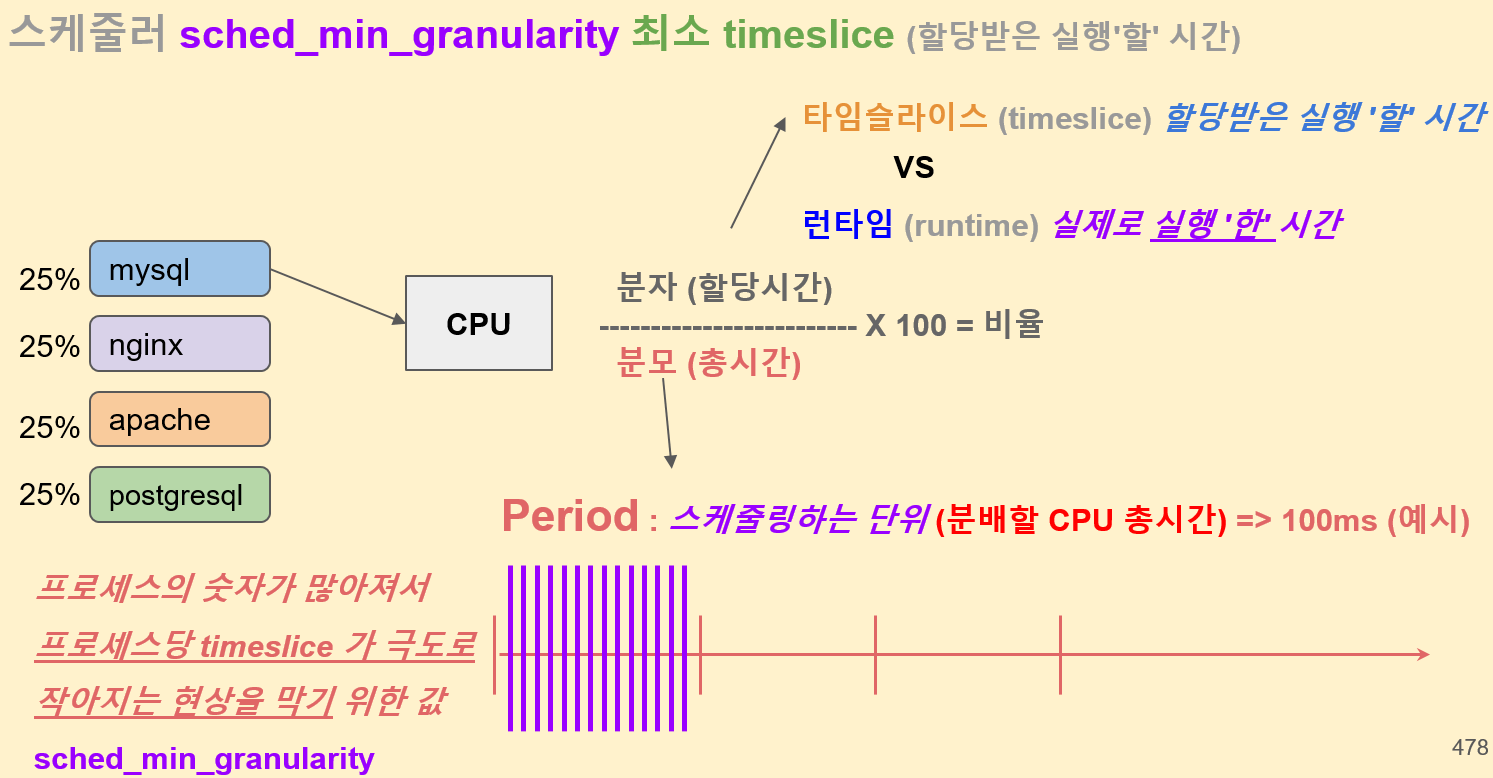 스케줄러 sched_min_granularity 최소 timeslice (할당받은 실행'할' 시간)
타임슬라이스 (timeslice) 할당받은 실행 '할' 시간
VS
런타임 (runtime) 실제로 실행 '한' 시간
25% mysql
25% nginx
25% apache
25% postgresql
CPU
분자 (할당시간)
------------------------- X 100 = 비율
분모 (총시간)
Period : 스케줄링하는 단위 (분배할 CPU 총시간) => 100ms (예시)
프로세스의 숫자가 많아져서
프로세스당 timeslice 가 극도로
작아지는 현상을 막기 위한 값
sched_min_granularity
478